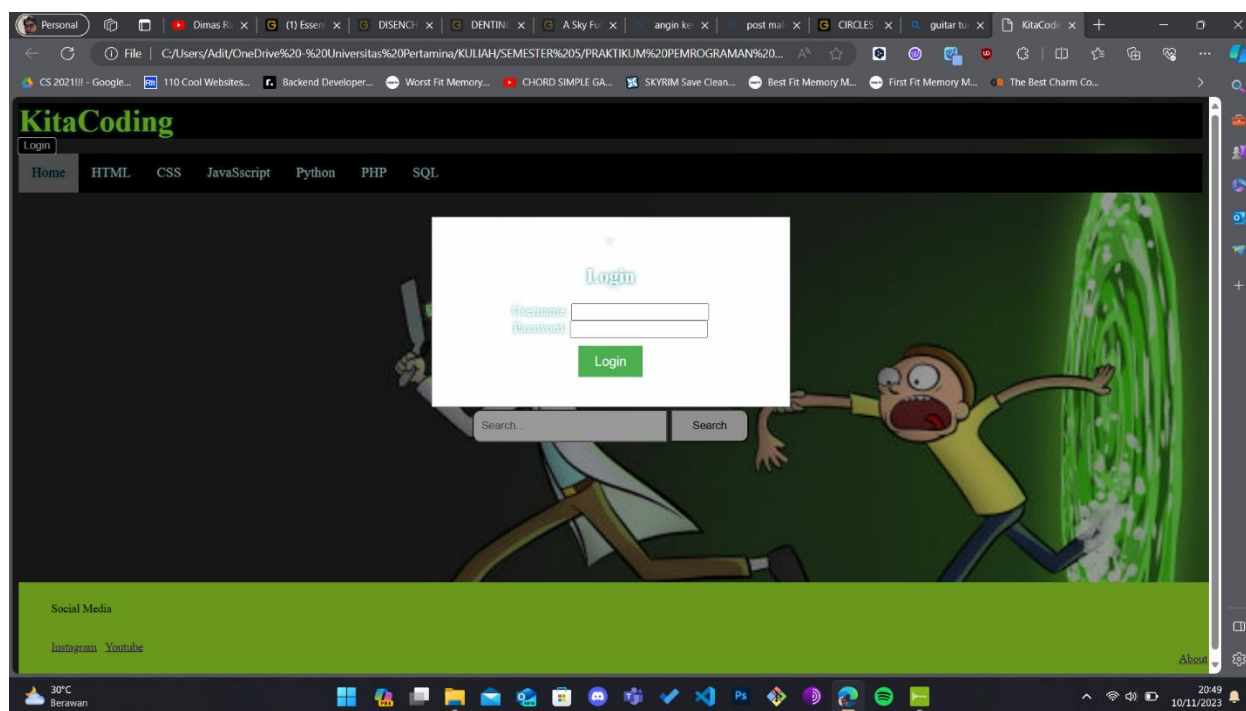 Personal
Dimas R
(1) Essen
DISENCH
DENTING
A Sky Fu
angin ke
post mal
CIRCLES
guitar tu
KitaCodi
File C:/Users/Adit/OneDrive%20-%20Universitas%20Pertamina/KULIAH/SEMESTER%205/PRAKTIKUM%20PEMROGRAMAN%20...
CS 2021!!! - Google...
110 Cool Websites...
Backend Developer...
Worst Fit Memory...
CHORD SIMPLE GA...
SKYRIM Save Clean...
Best Fit Memory M...
First Fit Memory M...
The Best Charm Co...
KitaCoding
Login
Home HTML CSS JavaSscript Python PHP SQL
×
Login
Username:
Password:
Login
Search... Search
Social Media
Instagram Youtube
About
30°C
Berawan
20:49
10/11/2023